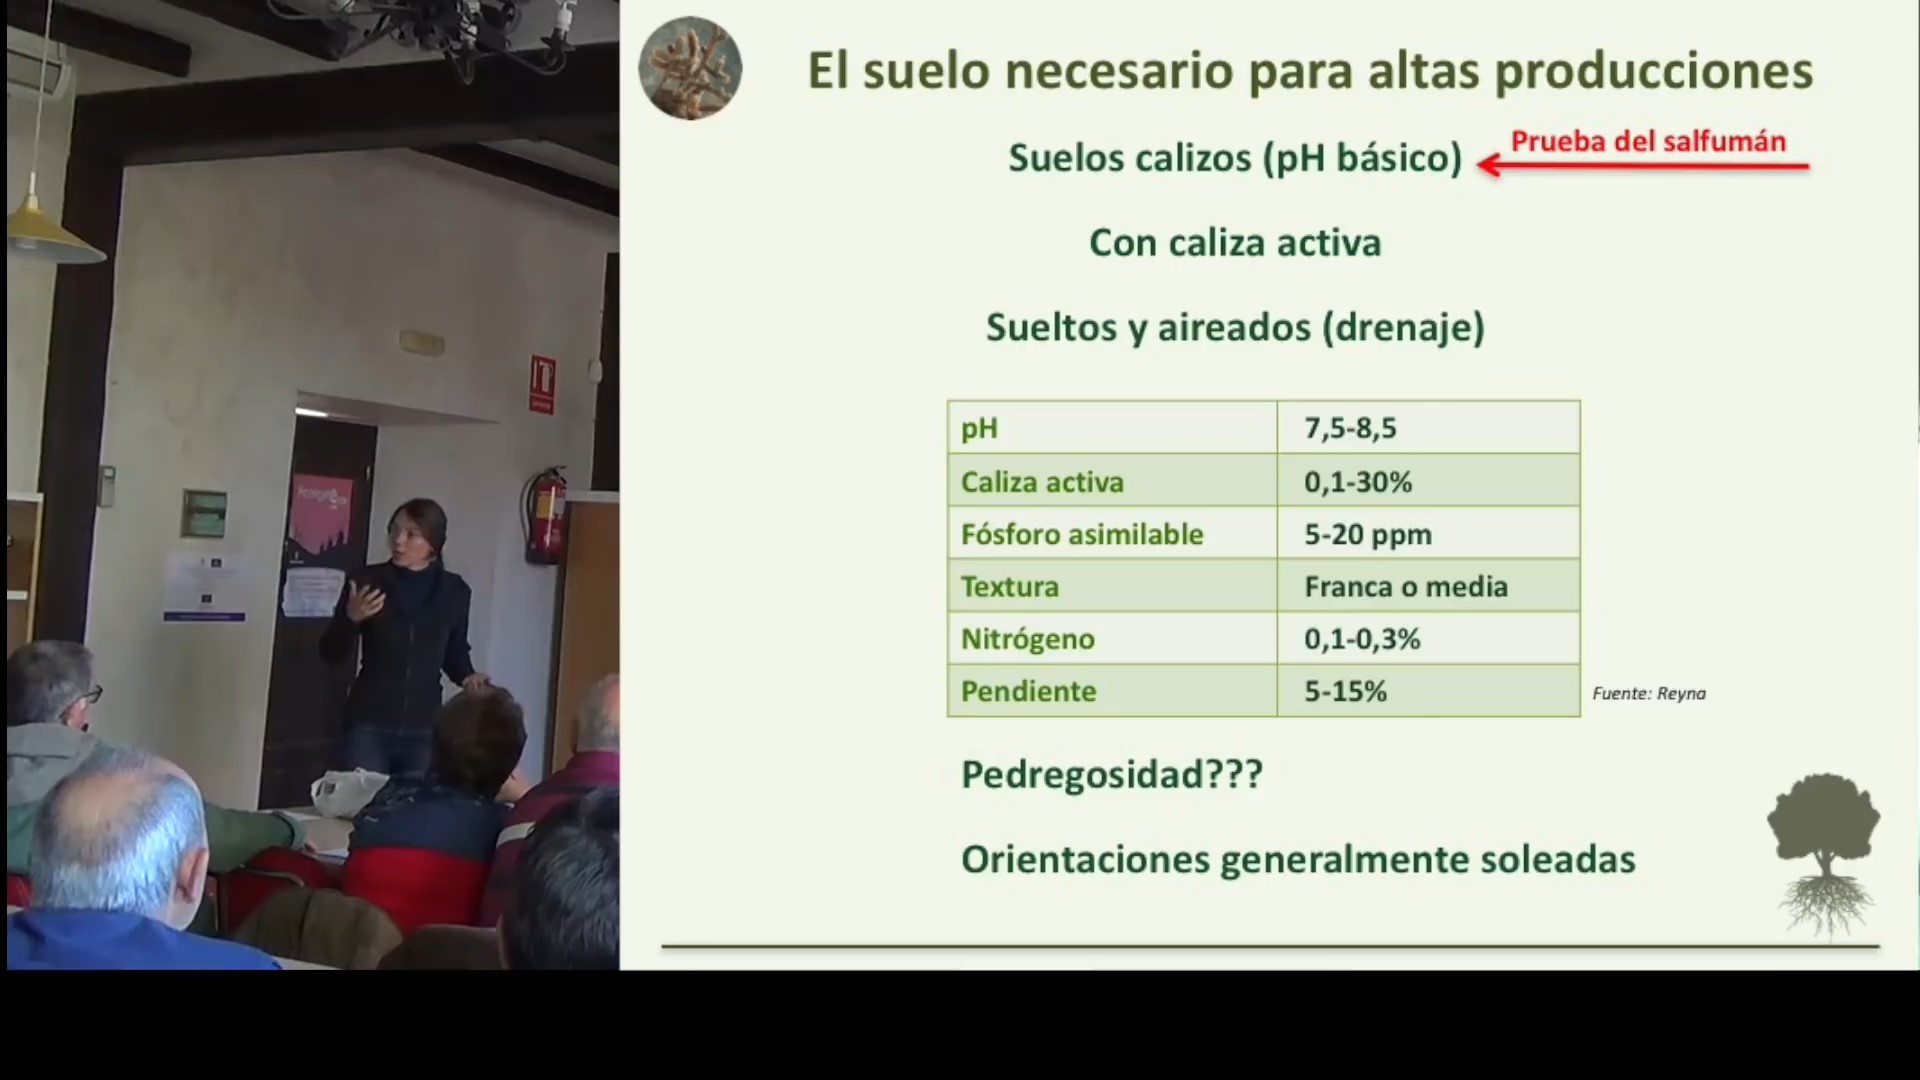 El suelo necesario para altas producciones
Suelos calizos (pH básico)
Prueba del salfumán
Con caliza activa
Sueltos y aireados (drenaje)
pH 7,5-8,5
Caliza activa 0,1-30%
Fósforo asimilable 5-20 ppm
Textura Franca o media
Nitrógeno 0,1-0,3%
Pendiente 5-15%
Fuente: Reyna
Pedregosidad???
Orientaciones generalmente soleadas